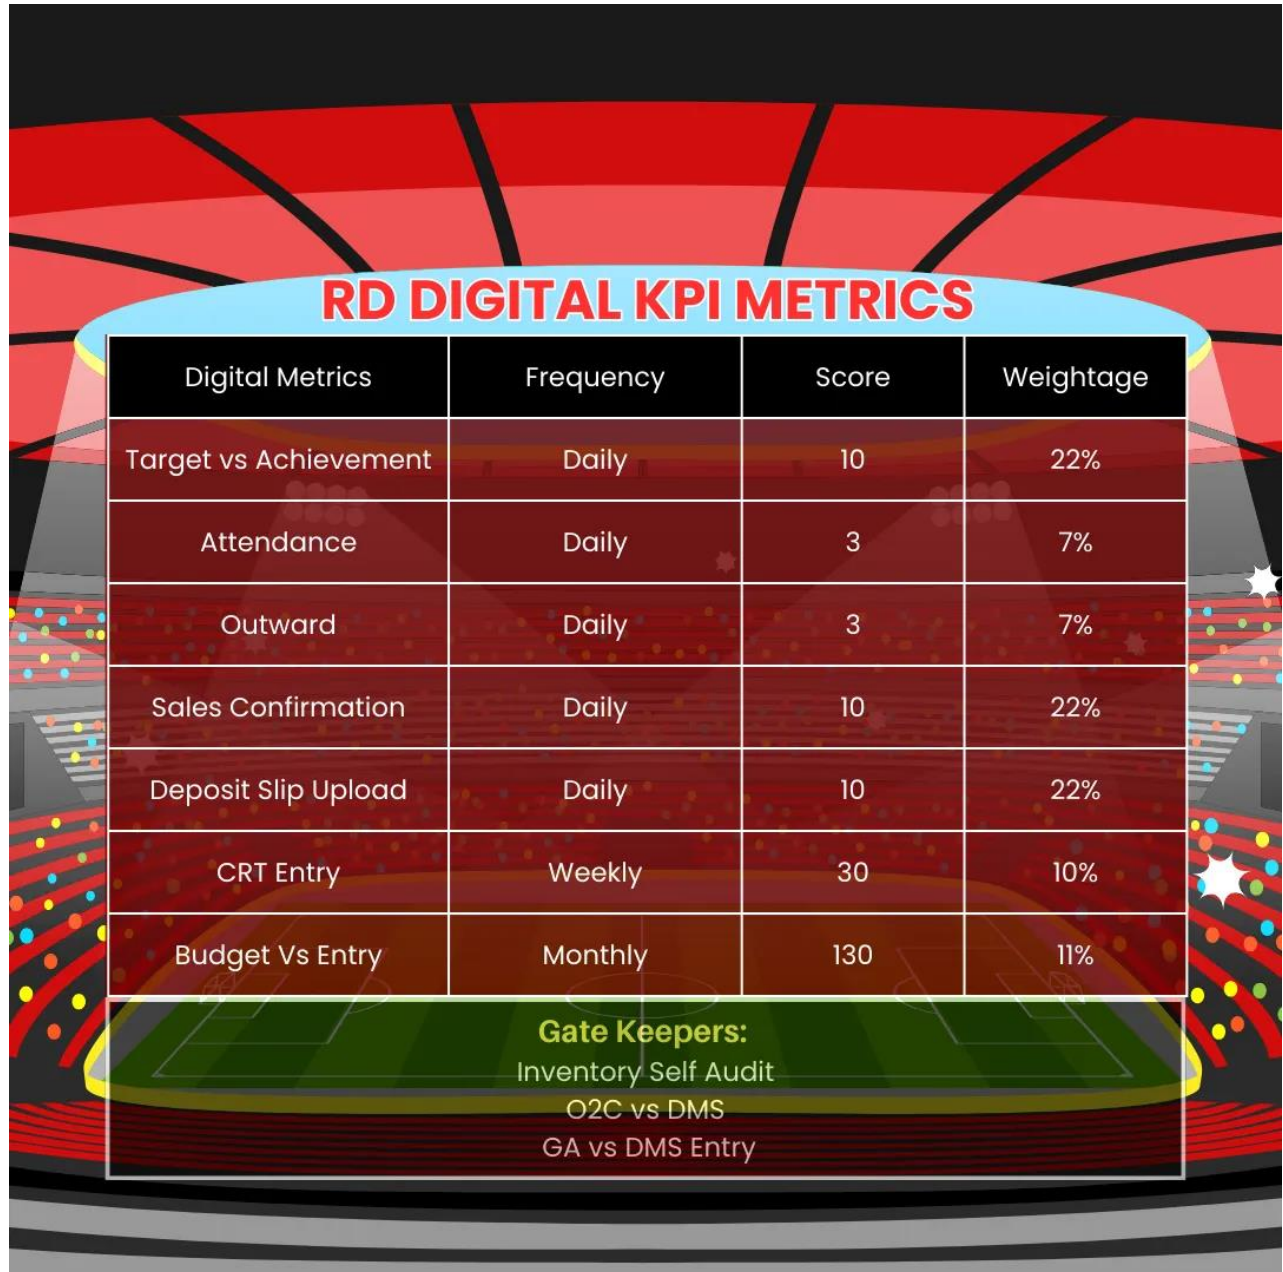 RD DIGITAL KPI METRICS
Digital Metrics Frequency Score Weightage
Target vs Achievement Daily 10 22%
Attendance Daily 3 7%
Outward Daily 3 7%
Sales Confirmation Daily 10 22%
Deposit Slip Upload Daily 10 22%
CRT Entry Weekly 30 10%
Budget Vs Entry Monthly 130 11%
Gate Keepers:
Inventory Self Audit
O2C vs DMS
GA vs DMS Entry